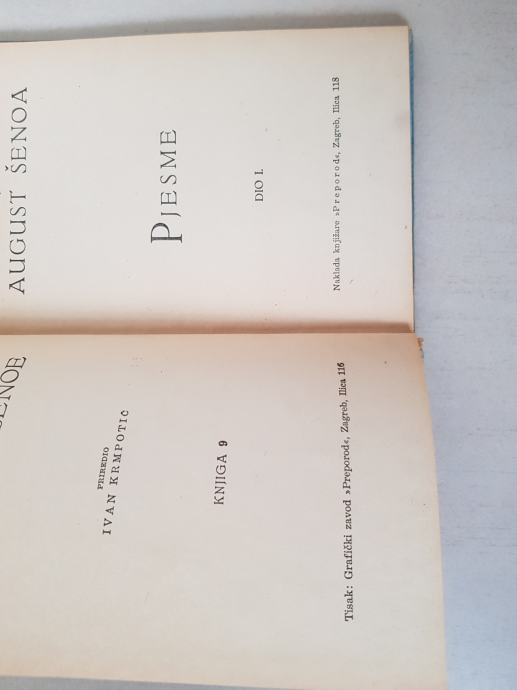 ŠENOE
PRIREDIO
IVAN KRMPOTIĆ
KNJIGA 9
Tisak: Grafički zavod »Preporod«, Zagreb, Ilica 116
AUGUST ŠENOA
PJESME
DIO I.
Naklada knjižare »Preporod«, Zagreb, Ilica 118